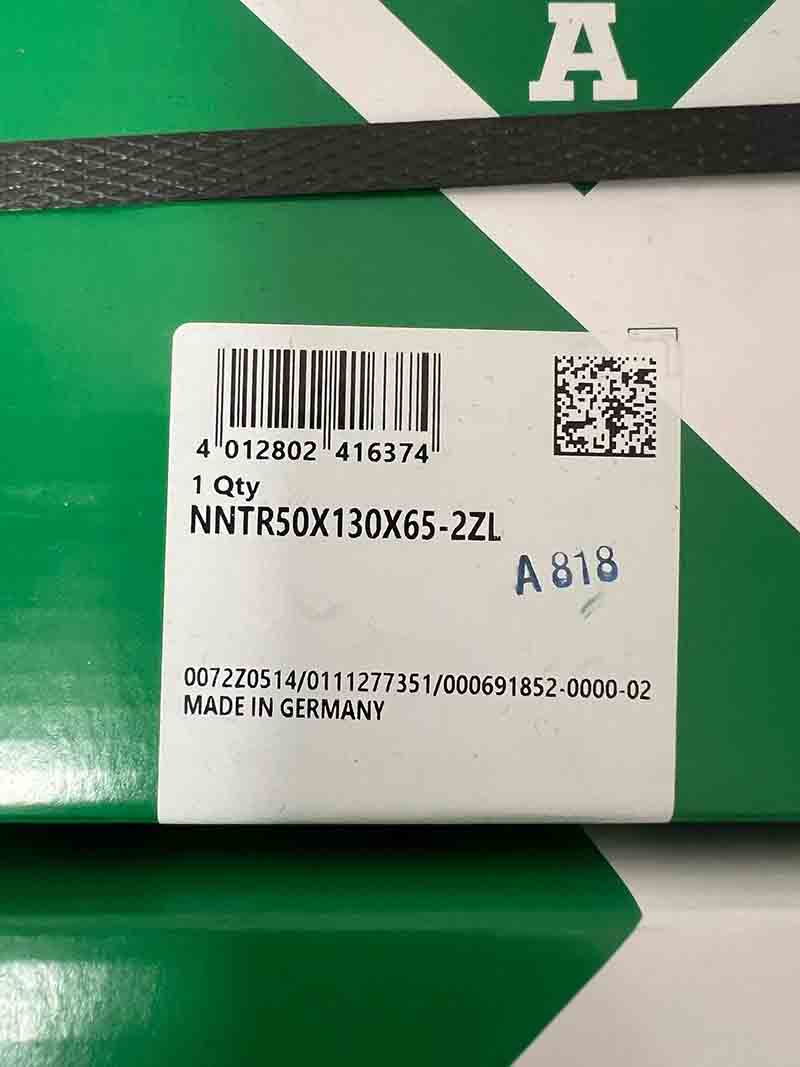 A
4 012802 416374
1 Qty
NNTR50X130X65-2ZL
A 818
0072Z0514/0111277351/000691852-0000-02
MADE IN GERMANY